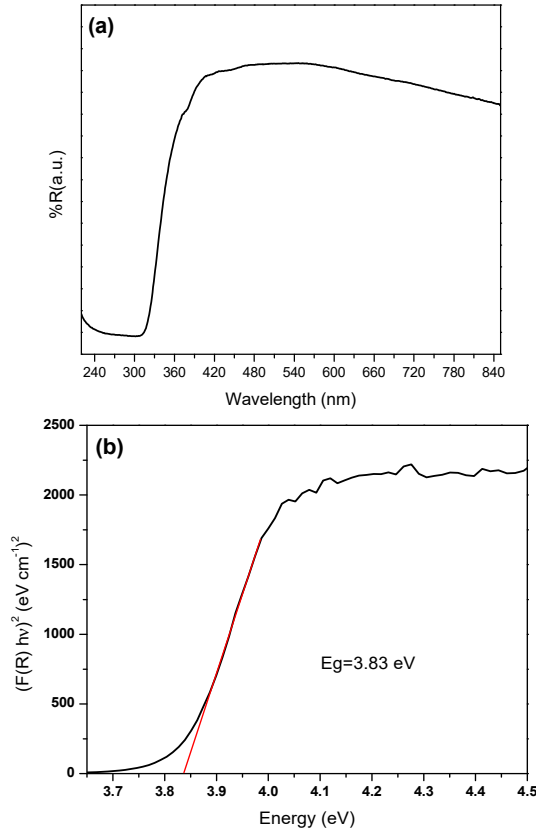 (a)
%R(a.u.)
240 300 360 420 480 540 600 660 720 780 840
Wavelength (nm)
(b)
2500
2000
1500
1000
500
0
(F(R) hν)² (eV cm⁻¹)²
Eg=3.83 eV
3.7 3.8 3.9 4.0 4.1 4.2 4.3 4.4 4.5
Energy (eV)